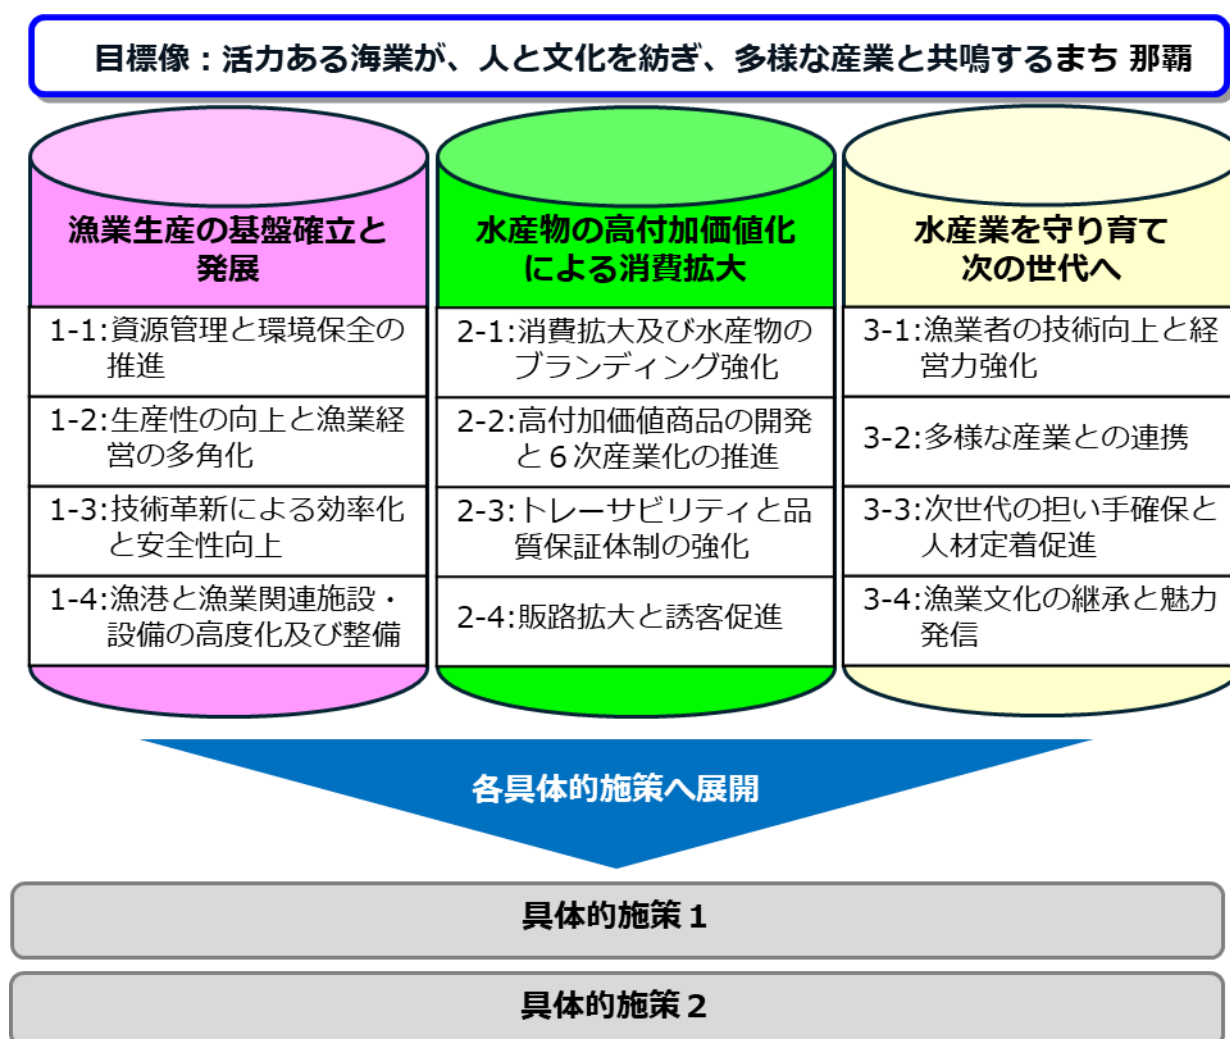 目標像：活力ある海業が、人と文化を紡ぎ、多様な産業と共鳴するまち 那覇
漁業生産の基盤確立と
発展
1-1:資源管理と環境保全の
推進
1-2:生産性の向上と漁業経
営の多角化
1-3:技術革新による効率化
と安全性向上
1-4:漁港と漁業関連施設・
設備の高度化及び整備
水産物の高付加価値化
による消費拡大
2-1:消費拡大及び水産物の
ブランディング強化
2-2:高付加価値商品の開発
と６次産業化の推進
2-3:トレーサビリティと品
質保証体制の強化
2-4:販路拡大と誘客促進
水産業を守り育て
次の世代へ
3-1:漁業者の技術向上と経
営力強化
3-2:多様な産業との連携
3-3:次世代の担い手確保と
人材定着促進
3-4:漁業文化の継承と魅力
発信
各具体的施策へ展開
具体的施策１
具体的施策２